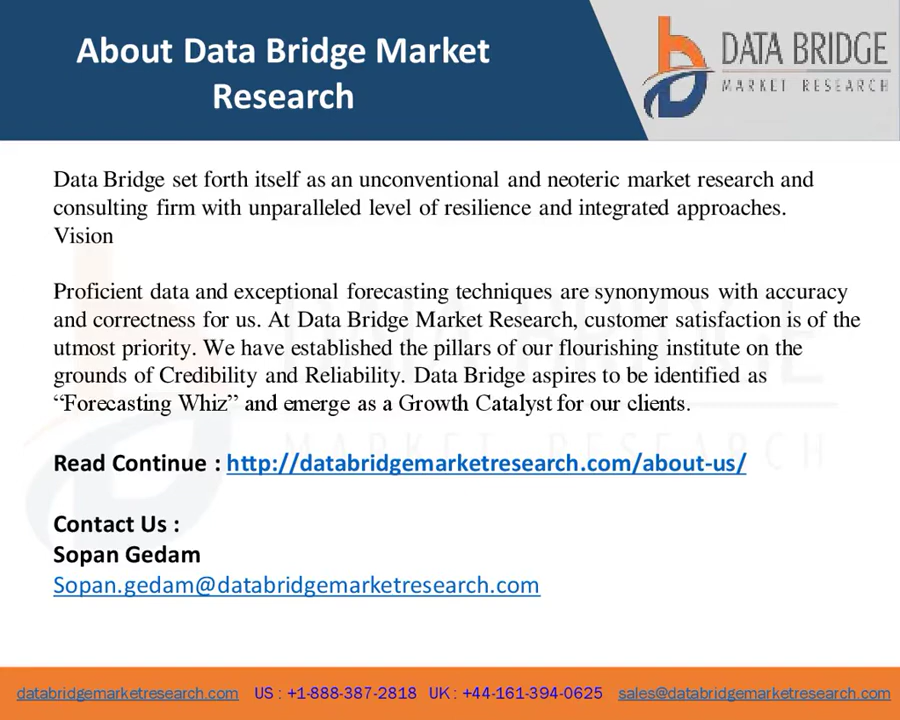 About Data Bridge Market
Research
DATA BRIDGE
MARKET RESEARCH
Data Bridge set forth itself as an unconventional and neoteric market research and
consulting firm with unparalleled level of resilience and integrated approaches.
Vision
Proficient data and exceptional forecasting techniques are synonymous with accuracy
and correctness for us. At Data Bridge Market Research, customer satisfaction is of the
utmost priority. We have established the pillars of our flourishing institute on the
grounds of Credibility and Reliability. Data Bridge aspires to be identified as
“Forecasting Whiz” and emerge as a Growth Catalyst for our clients.
Read Continue : http://databridgemarketresearch.com/about-us/
Contact Us :
Sopan Gedam
Sopan.gedam@databridgemarketresearch.com
databridgemarketresearch.com US : +1-888-387-2818 UK : +44-161-394-0625 sales@databridgemarketresearch.com